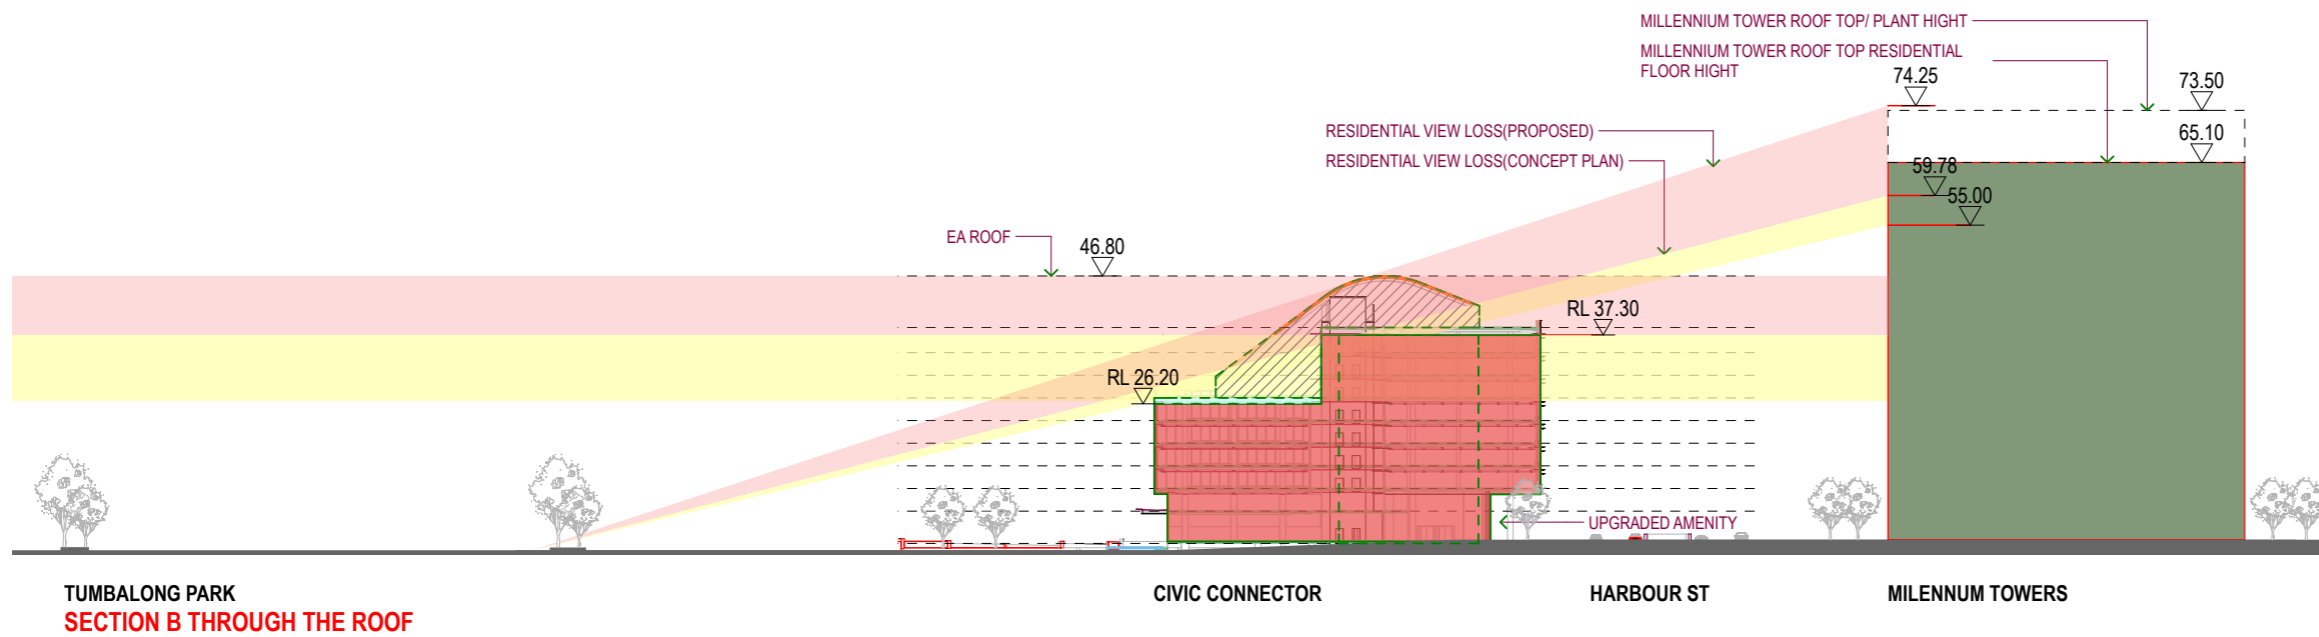 MILLENNIUM TOWER ROOF TOP/ PLANT HIGHT
MILLENNIUM TOWER ROOF TOP RESIDENTIAL
FLOOR HIGHT
74.25
73.50
RESIDENTIAL VIEW LOSS(PROPOSED)
65.10
RESIDENTIAL VIEW LOSS(CONCEPT PLAN)
59.78
55.00
EA ROOF
46.80
RL 37.30
RL 26.20
UPGRADED AMENITY
TUMBALONG PARK
CIVIC CONNECTOR
HARBOUR ST
MILENNUM TOWERS
SECTION B THROUGH THE ROOF